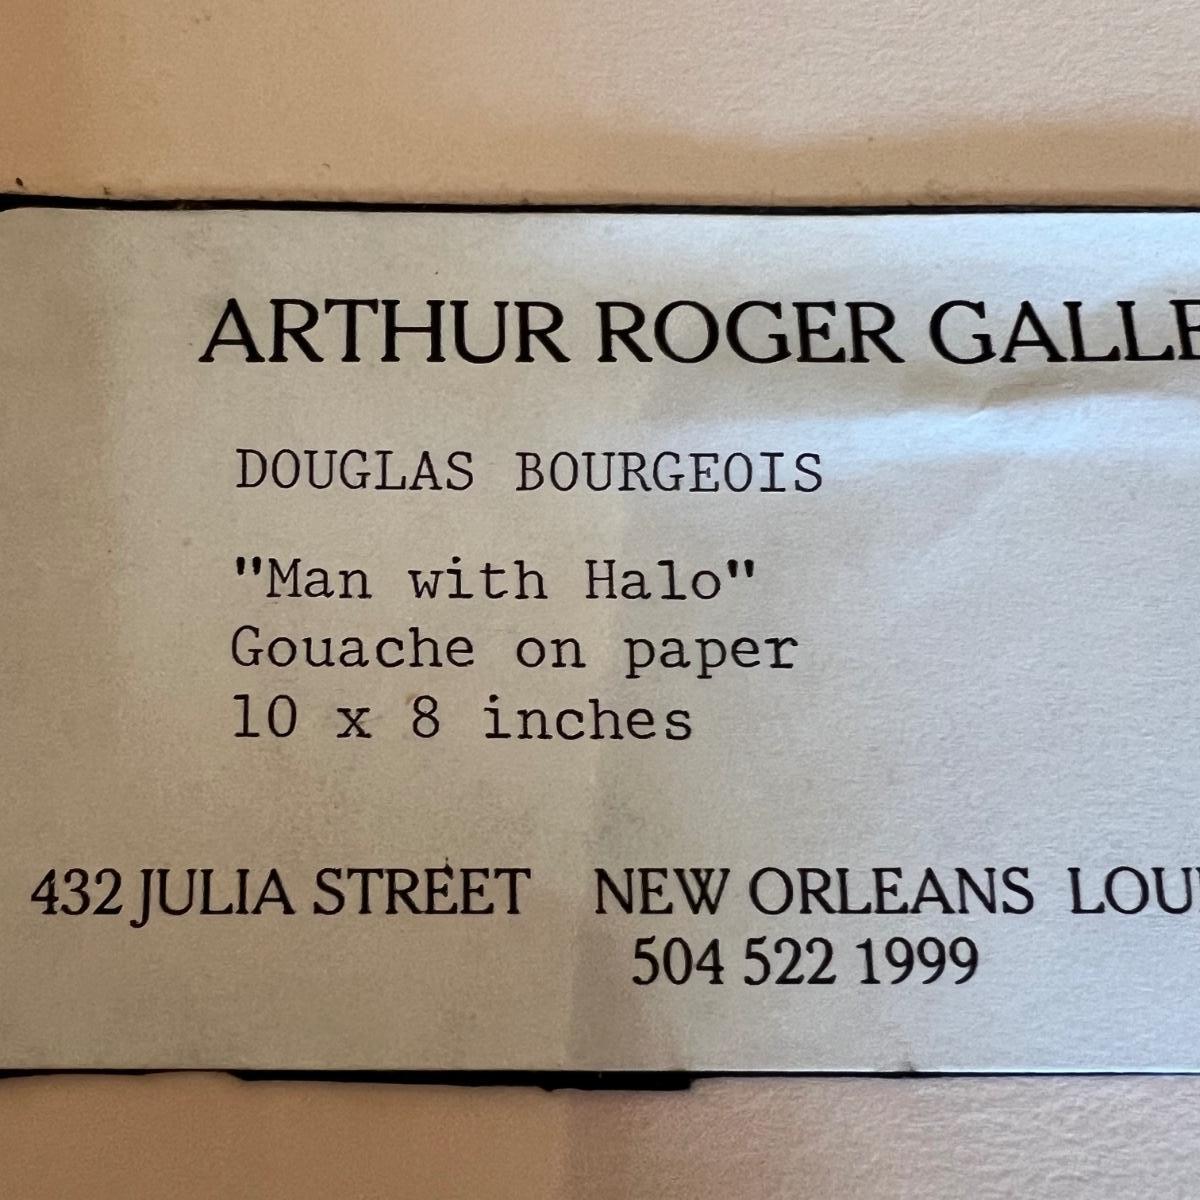 ARTHUR ROGER GALLE
DOUGLAS BOURGEOIS
"Man with Halo"
Gouache on paper
10 x 8 inches
432 JULIA STREET NEW ORLEANS LOU
504 522 1999